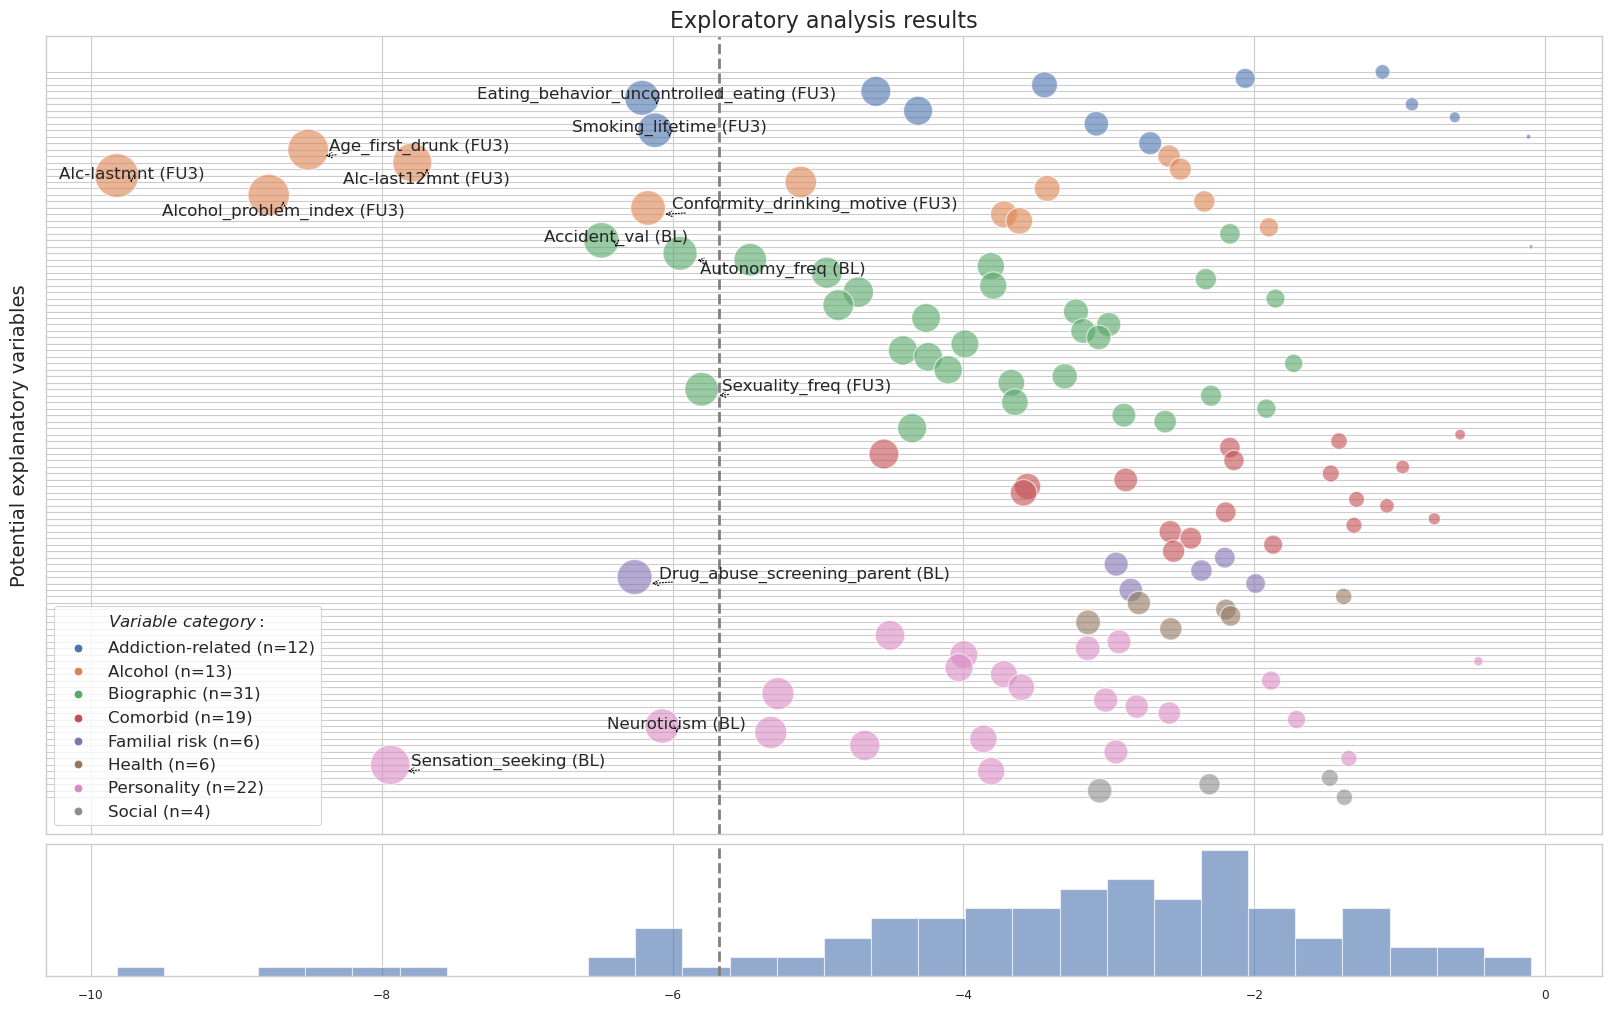 Exploratory analysis results
Potential explanatory variables
Eating_behavior_uncontrolled_eating (FU3)
Smoking_lifetime (FU3)
Age_first_drunk (FU3)
Alc-lastmnt (FU3)
Alc-last12mnt (FU3)
Alcohol_problem_index (FU3)
Conformity_drinking_motive (FU3)
Accident_val (BL)
Autonomy_freq (BL)
Sexuality_freq (FU3)
Drug_abuse_screening_parent (BL)
Neuroticism (BL)
Sensation_seeking (BL)
Variable category:
Addiction-related (n=12)
Alcohol (n=13)
Biographic (n=31)
Comorbid (n=19)
Familial risk (n=6)
Health (n=6)
Personality (n=22)
Social (n=4)
−10 −8 −6 −4 −2 0